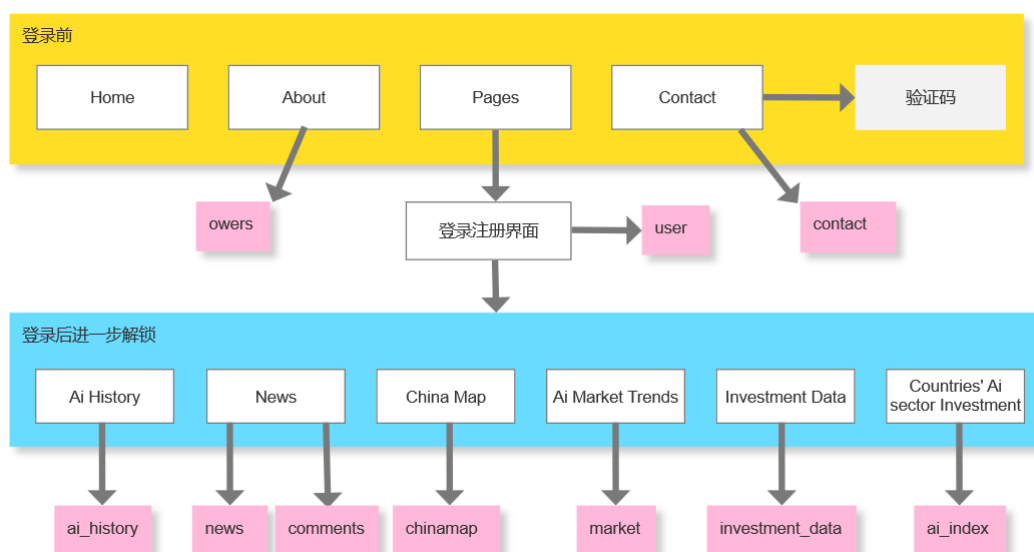 登录前
Home
About
Pages
Contact
验证码
owers
登录注册界面
user
contact
登录后进一步解锁
Ai History
News
China Map
Ai Market Trends
Investment Data
Countries' Ai
sector Investment
ai_history
news
comments
chinamap
market
investment_data
ai_index